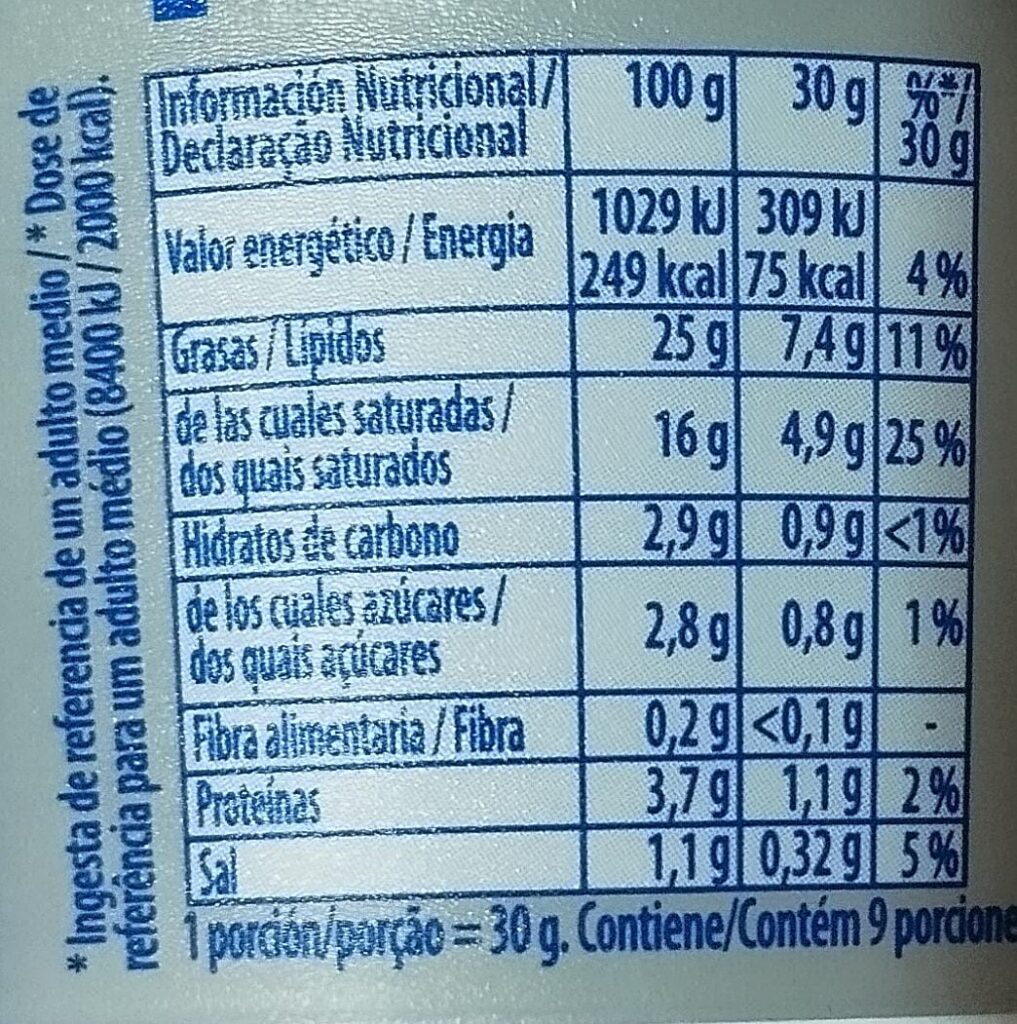 * Ingesta de referencia de un adulto medio / * Dose de
referência para um adulto médio (8400 kJ / 2000 kcal).
Información Nutricional/ 100 g 30 g %*/
Declaração Nutricional 30 g
Valor energético / Energia 1029 kJ 309 kJ
249 kcal 75 kcal 4 %
Grasas / Lípidos 25 g 7,4 g 11 %
de las cuales saturadas / 
dos quais saturados 16 g 4,9 g 25 %
Hidratos de carbono 2,9 g 0,9 g <1%
de los cuales azúcares /
dos quais açúcares 2,8 g 0,8 g 1 %
Fibra alimentaria / Fibra 0,2 g <0,1 g -
Proteínas 3,7 g 1,1 g 2 %
Sal 1,1 g 0,32 g 5 %
1 porción/porção = 30 g. Contiene/Contém 9 porcione